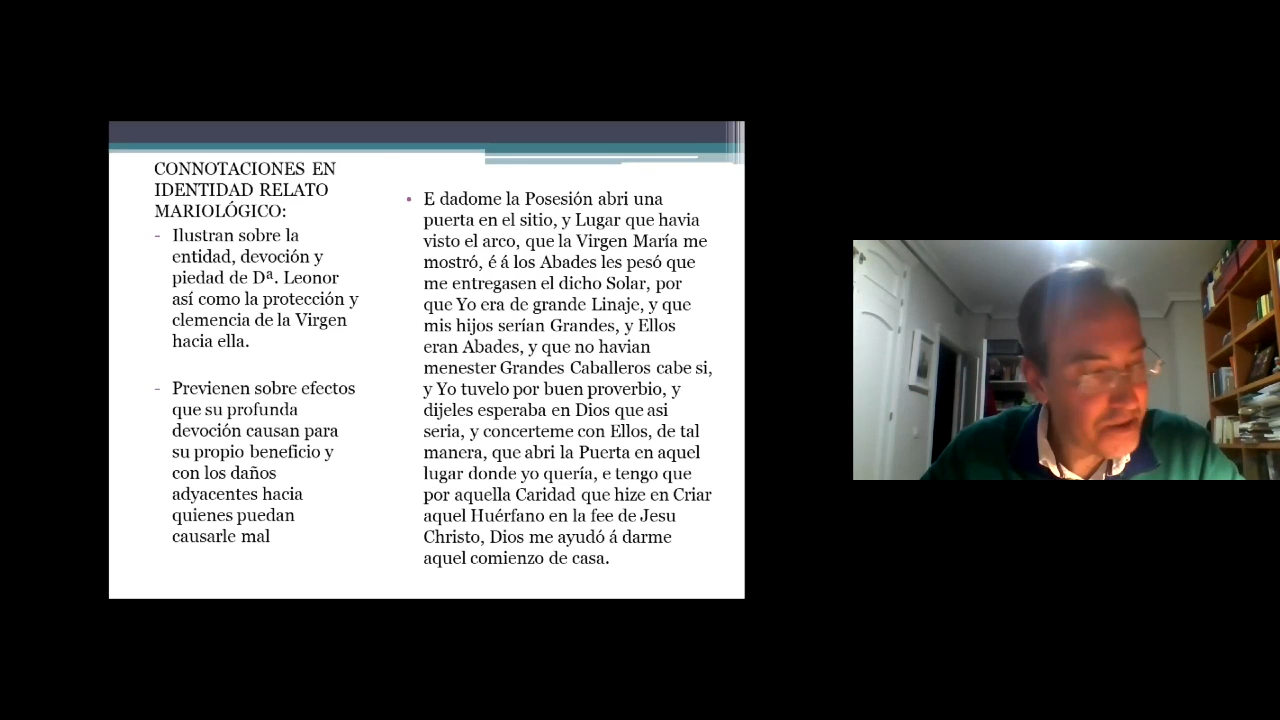 CONNOTACIONES EN
IDENTIDAD RELATO
MARIOLÓGICO:
- Ilustran sobre la
entidad, devoción y
piedad de Dª. Leonor
así como la protección y
clemencia de la Virgen
hacia ella.
- Previenen sobre efectos
que su profunda
devoción causan para
su propio beneficio y
con los daños
adyacentes hacia
quienes puedan
causarle mal
• E dadome la Posesión abri una
puerta en el sitio, y Lugar que havia
visto el arco, que la Virgen María me
mostró, é á los Abades les pesó que
me entregasen el dicho Solar, por
que Yo era de grande Linaje, y que
mis hijos serían Grandes, y Ellos
eran Abades, y que no havian
menester Grandes Caballeros cabe si,
y Yo tuvelo por buen proverbio, y
dijeles esperaba en Dios que asi
seria, y concerteme con Ellos, de tal
manera, que abri la Puerta en aquel
lugar donde yo quería, e tengo que
por aquella Caridad que hize en Criar
aquel Huérfano en la fee de Jesu
Christo, Dios me ayudó á darme
aquel comienzo de casa.